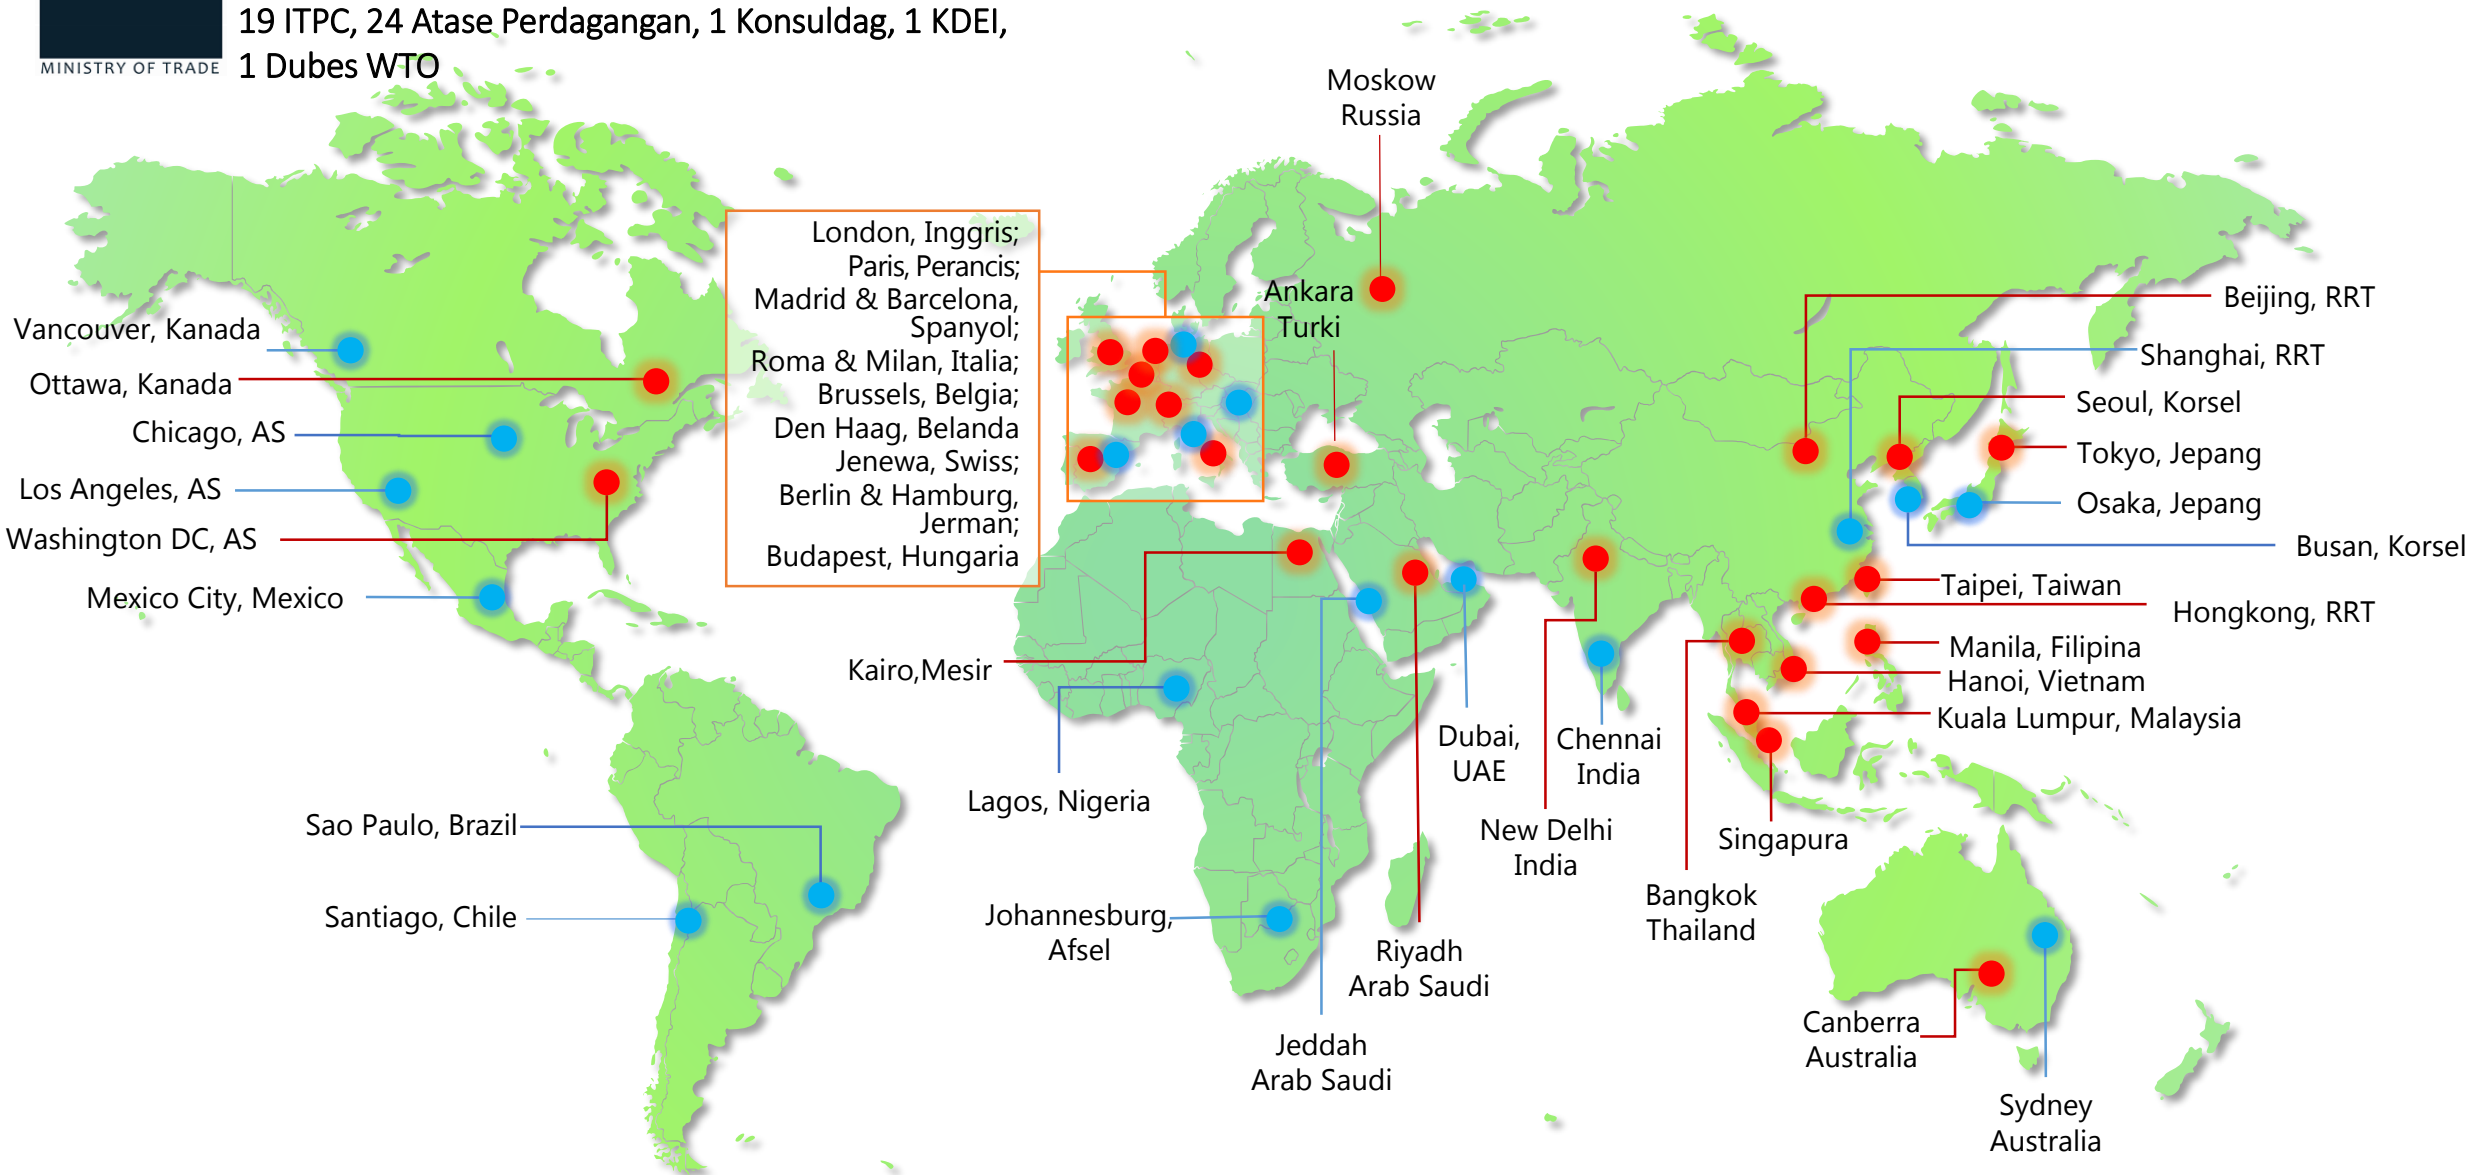 19 ITPC, 24 Atase Perdagangan, 1 Konsuldag, 1 KDEI,
1 Dubes WTO
MINISTRY OF TRADE
Moskow
Russia
London, Inggris;
Paris, Perancis;
Madrid & Barcelona,
Spanyol;
Roma & Milan, Italia;
Brussels, Belgia;
Den Haag, Belanda
Jenewa, Swiss;
Berlin & Hamburg,
Jerman;
Budapest, Hungaria
Ankara
Turki
Vancouver, Kanada
Ottawa, Kanada
Chicago, AS
Los Angeles, AS
Washington DC, AS
Mexico City, Mexico
Sao Paulo, Brazil
Santiago, Chile
Kairo,Mesir
Lagos, Nigeria
Johannesburg,
Afsel
Jeddah
Arab Saudi
Riyadh
Arab Saudi
Dubai,
UAE
Chennai
India
New Delhi
India
Bangkok
Thailand
Singapura
Beijing, RRT
Shanghai, RRT
Seoul, Korsel
Tokyo, Jepang
Osaka, Jepang
Busan, Korsel
Taipei, Taiwan
Hongkong, RRT
Manila, Filipina
Hanoi, Vietnam
Kuala Lumpur, Malaysia
Canberra
Australia
Sydney
Australia